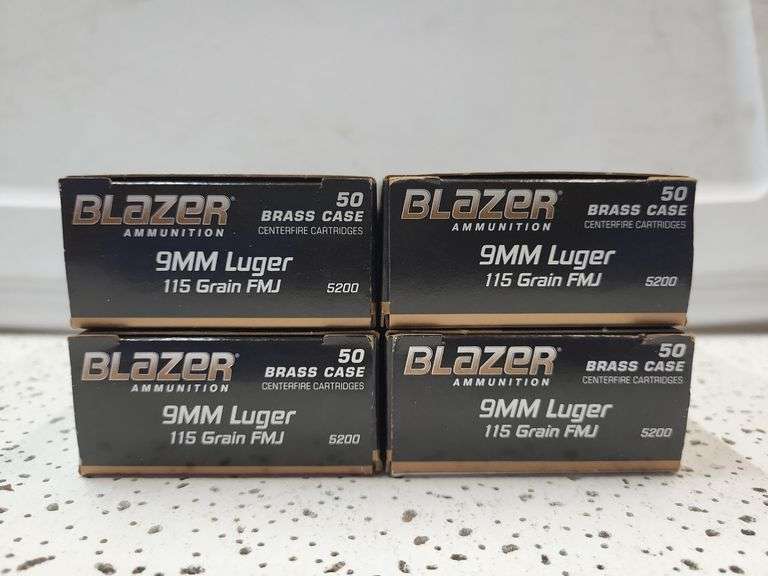 BLAZER®
AMMUNITION
50
BRASS CASE
CENTERFIRE CARTRIDGES
9MM Luger
115 Grain FMJ
5200
BLAZER®
AMMUNITION
50
BRASS CASE
CENTERFIRE CARTRIDGES
9MM Luger
115 Grain FMJ
5200
BLAZER®
AMMUNITION
50
BRASS CASE
CENTERFIRE CARTRIDGES
9MM Luger
115 Grain FMJ
5200
BLAZER®
AMMUNITION
50
BRASS CASE
CENTERFIRE CARTRIDGES
9MM Luger
115 Grain FMJ
5200